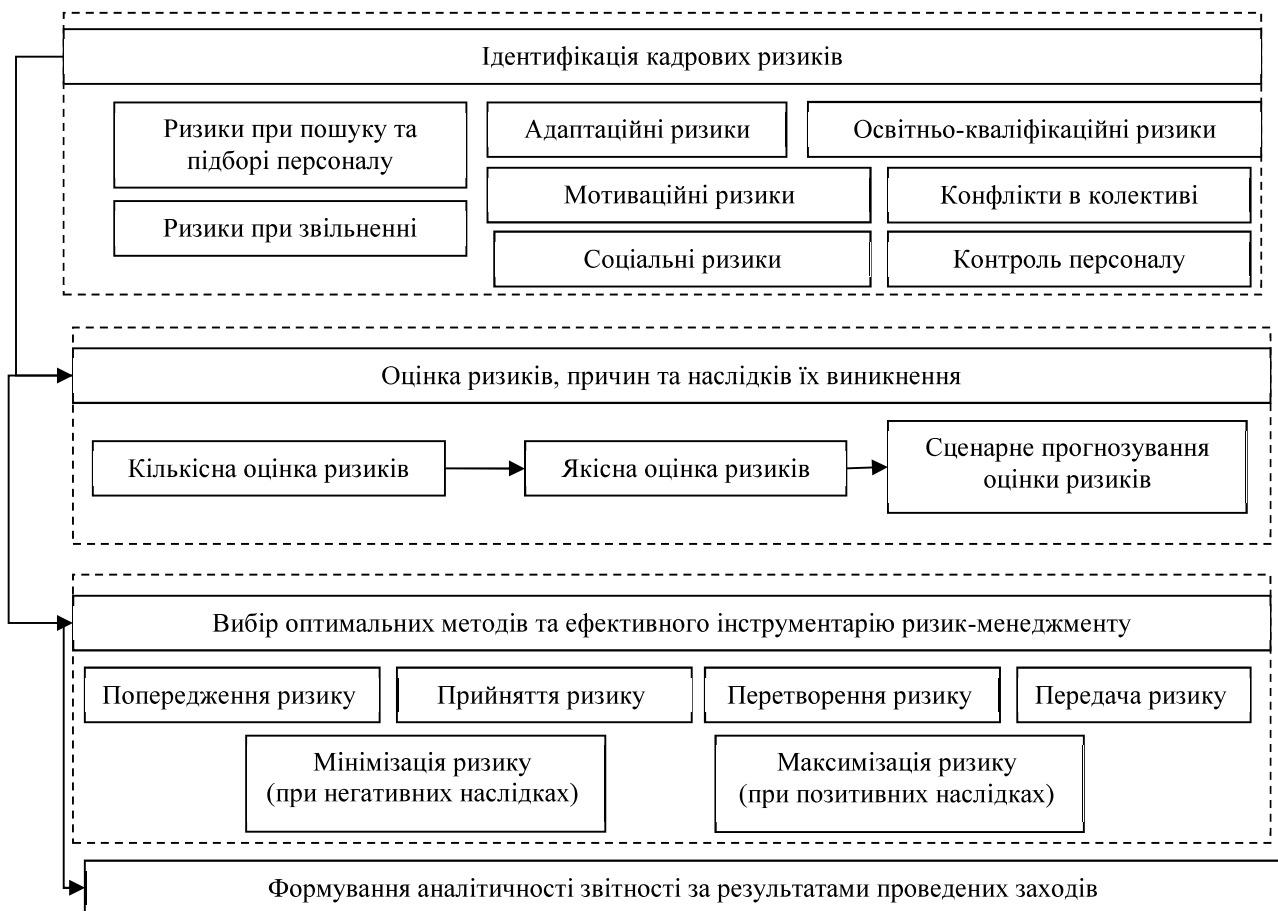 Ідентифікація кадрових ризиків
Ризики при пошуку та
підборі персоналу
Адаптаційні ризики
Освітньо-кваліфікаційні ризики
Мотиваційні ризики
Конфлікти в колективі
Ризики при звільненні
Соціальні ризики
Контроль персоналу
Оцінка ризиків, причин та наслідків їх виникнення
Кількісна оцінка ризиків
Якісна оцінка ризиків
Сценарне прогнозування
оцінки ризиків
Вибір оптимальних методів та ефективного інструментарію ризик-менеджменту
Попередження ризику
Прийняття ризику
Перетворення ризику
Передача ризику
Мінімізація ризику
(при негативних наслідках)
Максимізація ризику
(при позитивних наслідках)
Формування аналітичності звітності за результатами проведених заходів